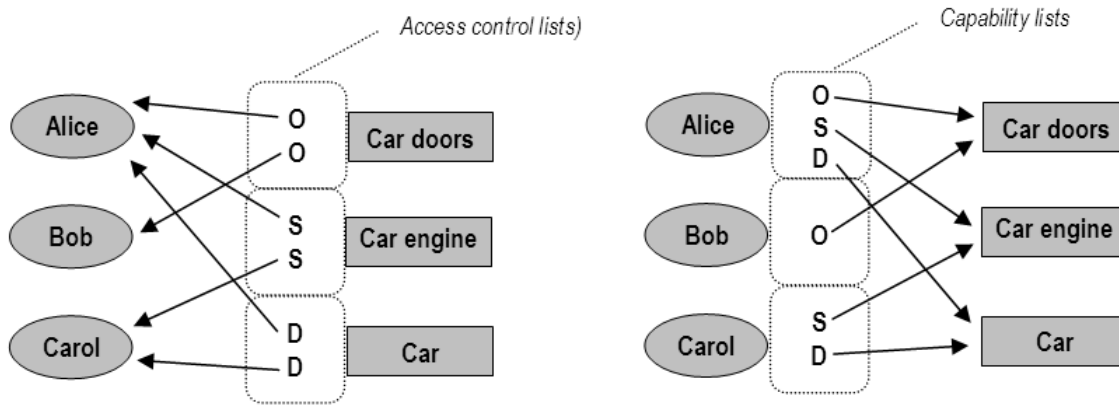 Access control lists)
Alice
O
O
Car doors
Bob
S
S
Car engine
Carol
D
D
Car
Capability lists
Alice
O
S
D
Car doors
Bob
O
Car engine
Carol
S
D
Car